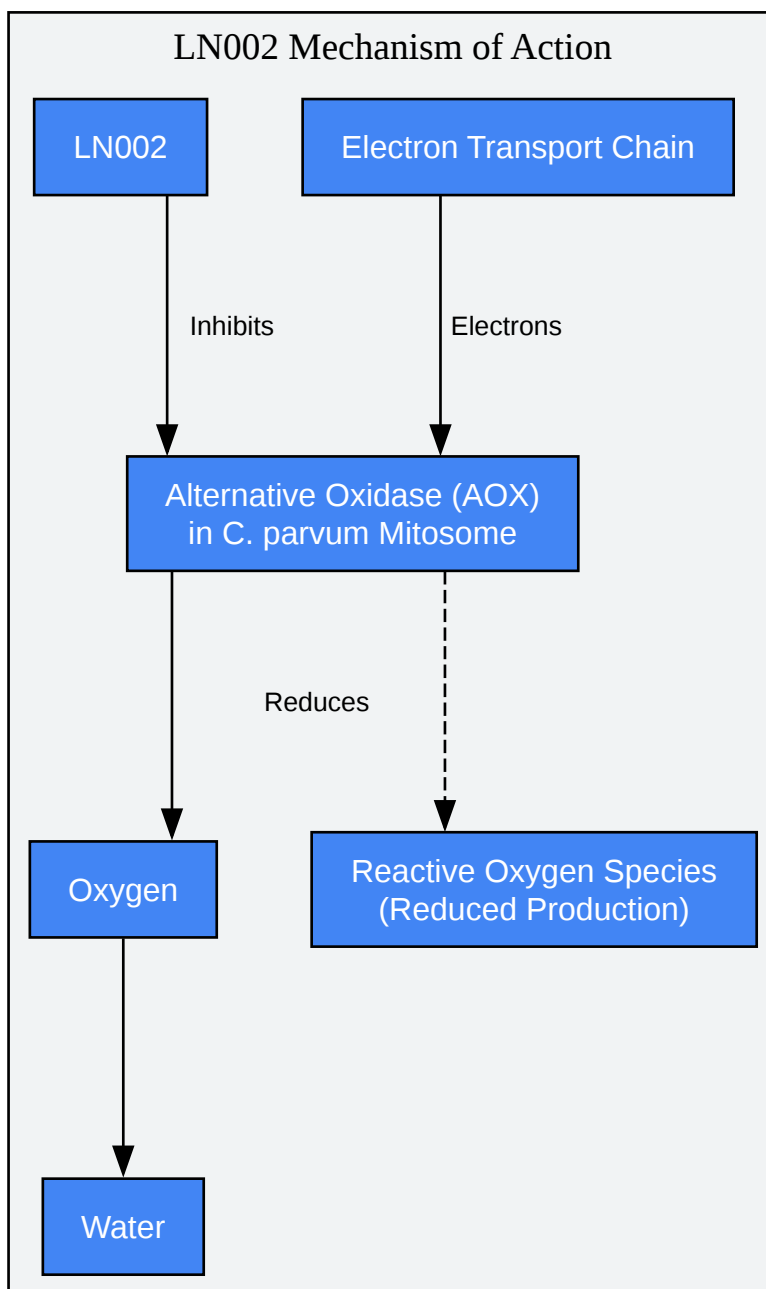 LN002 Mechanism of Action
LN002
Electron Transport Chain
Inhibits
Electrons
Alternative Oxidase (AOX)
in C. parvum Mitosome
Reduces
Oxygen
Reactive Oxygen Species
(Reduced Production)
Water